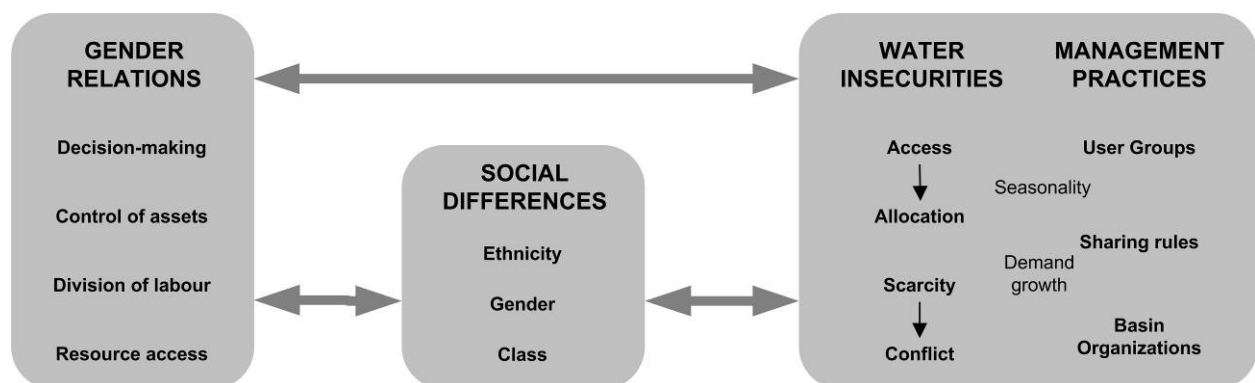 GENDER
RELATIONS
Decision-making
Control of assets
Division of labour
Resource access
SOCIAL
DIFFERENCES
Ethnicity
Gender
Class
WATER
INSECURITIES
Access
Allocation
Scarcity
Conflict
Seasonality
Demand
growth
MANAGEMENT
PRACTICES
User Groups
Sharing rules
Basin
Organizations